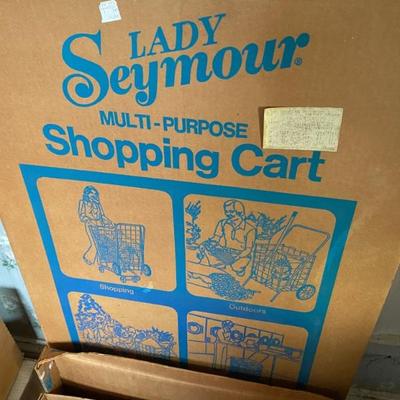 LADY
Seymour®
MULTI-PURPOSE
Shopping Cart
Shopping
Outdoors